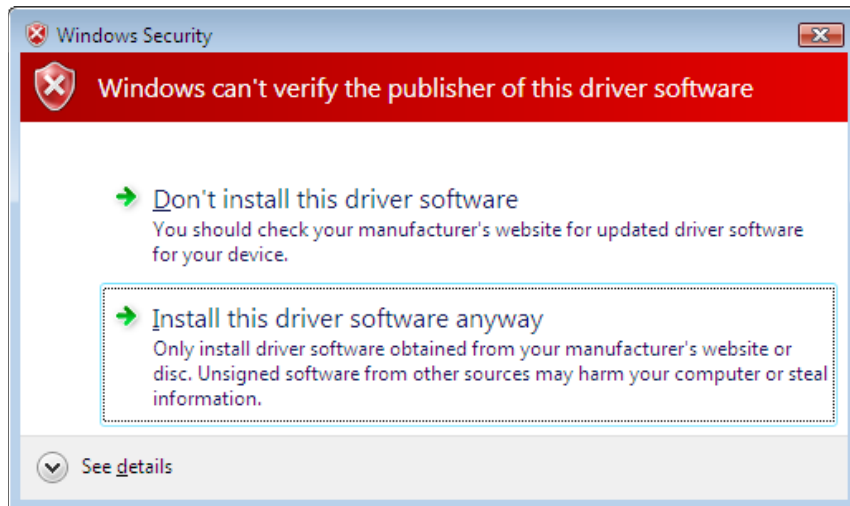 Windows Security
Windows can't verify the publisher of this driver software
Don't install this driver software
You should check your manufacturer's website for updated driver software
for your device.
Install this driver software anyway
Only install driver software obtained from your manufacturer's website or
disc. Unsigned software from other sources may harm your computer or steal
information.
See details